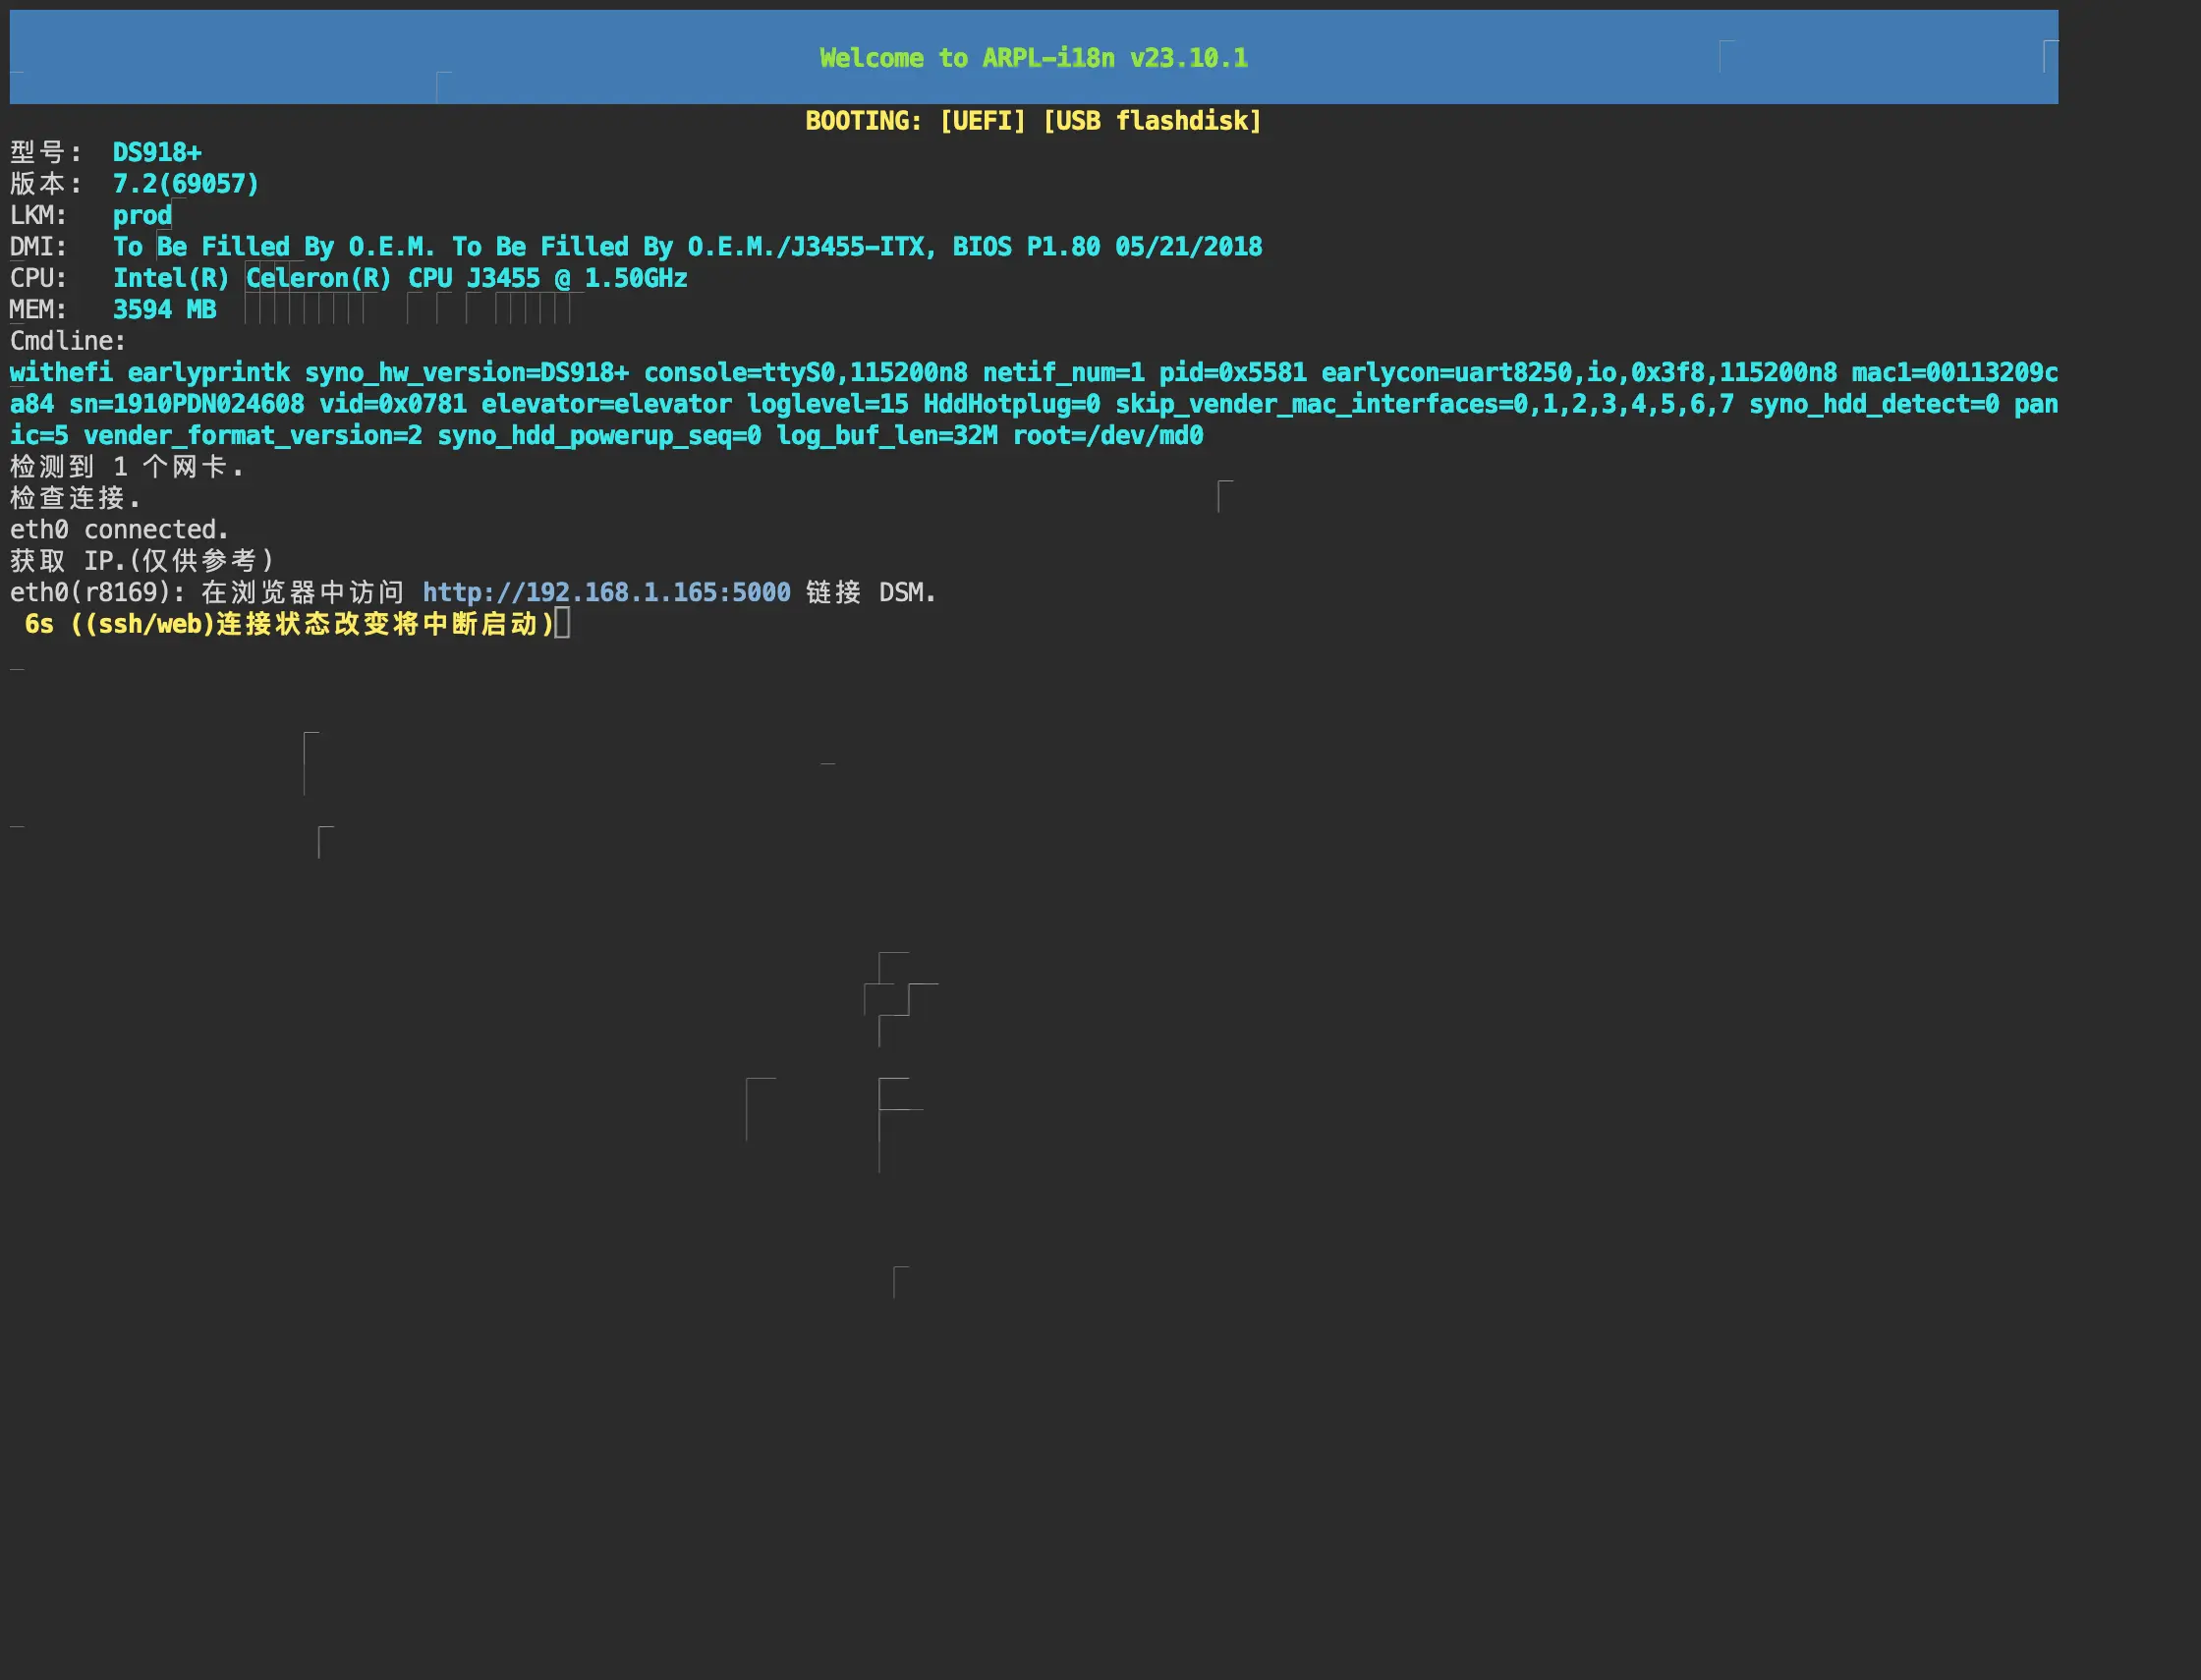 Welcome to ARPL-i18n v23.10.1
BOOTING: [UEFI] [USB flashdisk]
型号: DS918+
版本: 7.2(69057)
LKM: prod
DMI: To Be Filled By O.E.M. To Be Filled By O.E.M./J3455-ITX, BIOS P1.80 05/21/2018
CPU: Intel(R) Celeron(R) CPU J3455 @ 1.50GHz
MEM: 3594 MB
Cmdline:
withefi earlyprintk syno_hw_version=DS918+ console=ttyS0,115200n8 netif_num=1 pid=0x5581 earlycon=uart8250,io,0x3f8,115200n8 mac1=00113209c
a84 sn=1910PDN024608 vid=0x0781 elevator=elevator loglevel=15 HddHotplug=0 skip_vender_mac_interfaces=0,1,2,3,4,5,6,7 syno_hdd_detect=0 pan
ic=5 vender_format_version=2 syno_hdd_powerup_seq=0 log_buf_len=32M root=/dev/md0
检测到 1 个网卡.
检查连接.
eth0 connected.
获取 IP.(仅供参考)
eth0(r8169): 在浏览器中访问 http://192.168.1.165:5000 链接 DSM.
6s ((ssh/web)连接状态改变将中断启动)